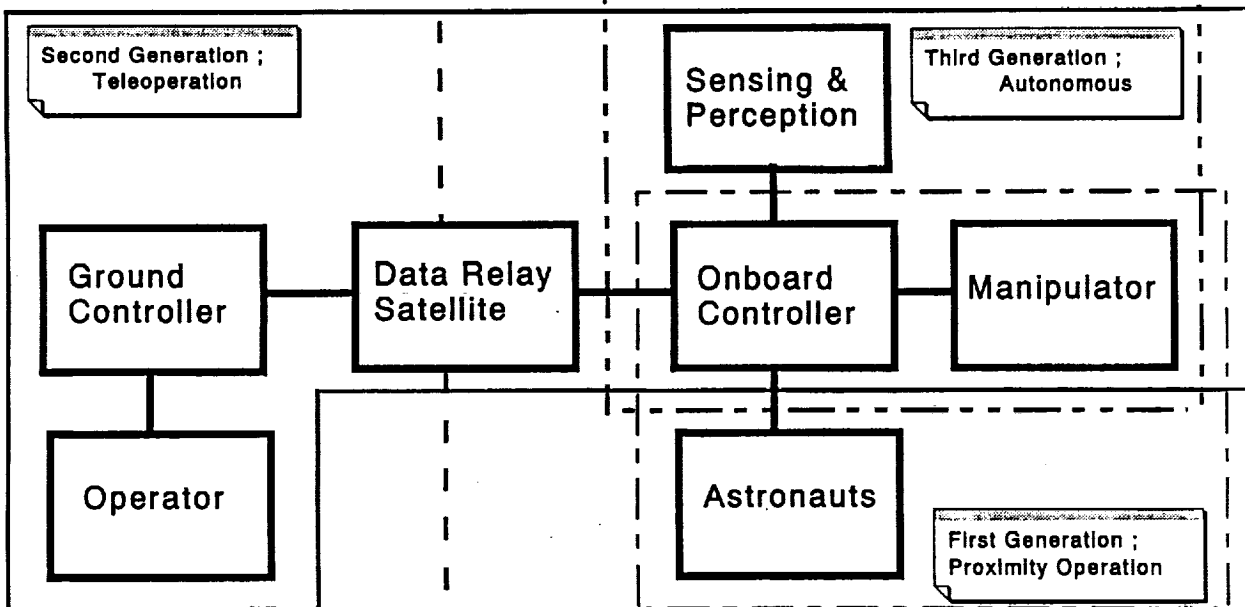 Second Generation ;
Teleoperation
Sensing &
Perception
Third Generation ;
Autonomous
Ground
Controller
Data Relay
Satellite
Onboard
Controller
Manipulator
Operator
Astronauts
First Generation ;
Proximity Operation